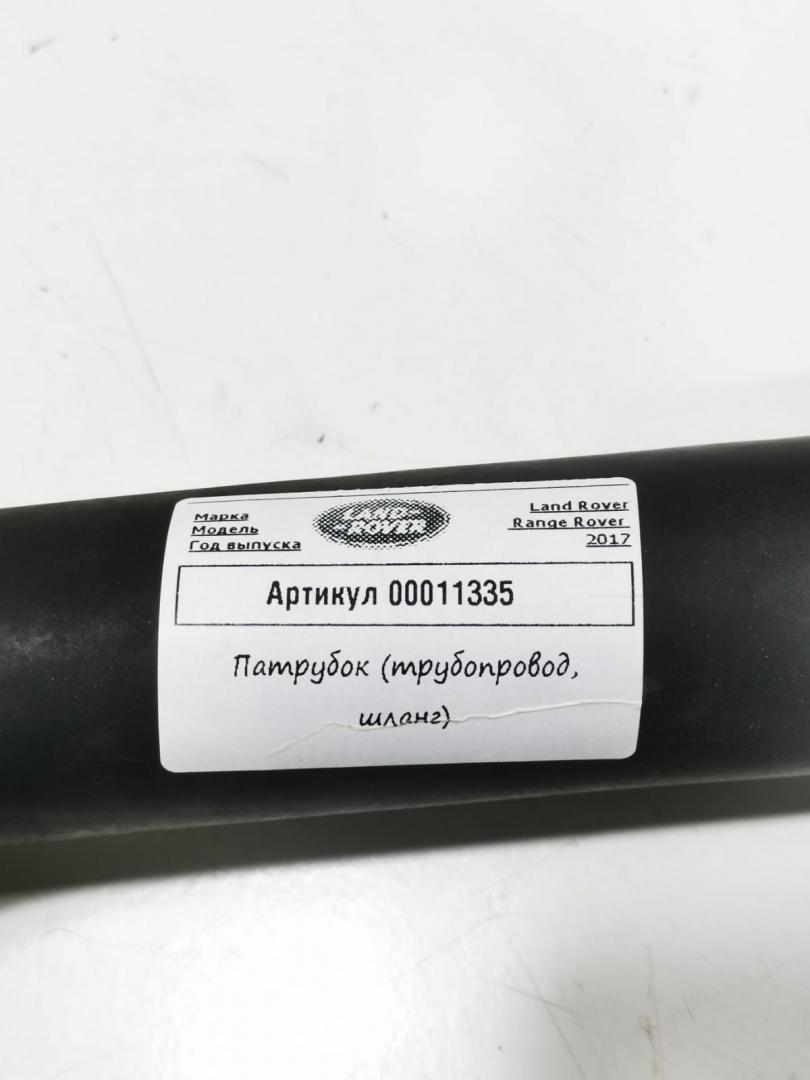 Марка
Модель
Год выпуска
LAND-
-ROVER
Land Rover
Range Rover
2017
Артикул 00011335
Патрубок (трубопровод,
шланг)